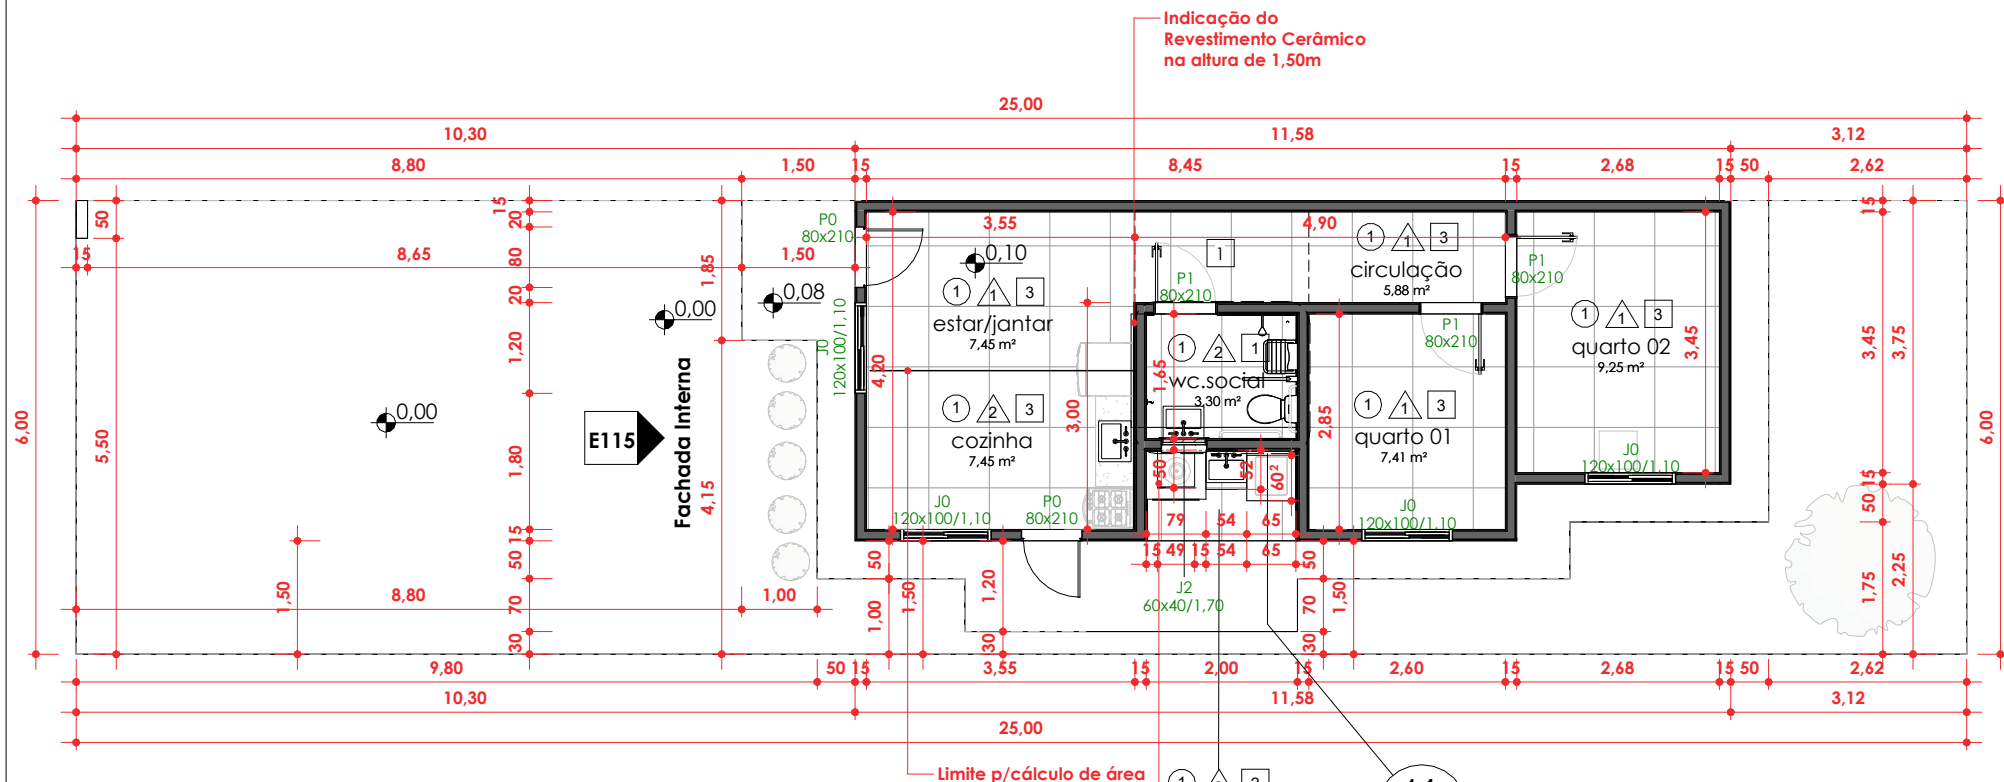 Indicação do
Revestimento Cerâmico
na altura de 1,50m
25,00
10,30
11,58
3,12
8,80
1,50
15
8,45
15
2,68
15
50
2,62
15
50
15
20
80
20
1,20
1,80
15
50
70
30
6,00
5,50
8,65
1,50
1,85
4,15
0,00
0,00
0,08
0,10
P0
80x210
J0
120x100/1,10
3,55
4,90
1
3
1
estar/jantar
7,45 m²
4,20
3,00
1
2
3
cozinha
7,45 m²
E115
Fachada Interna
1
P1
80x210
1
1
3
circulação
5,88 m²
P1
80x210
1
2
1
wc.social
3,30 m²
1,65
P1
80x210
1
1
3
quarto 01
7,41 m²
2,85
1
1
3
quarto 02
9,25 m²
3,45
J0
120x100/1,10
15
3,45
3,75
15
50
1,75
2,25
6,00
J0
120x100/1,10
P0
80x210
50
52
60²
79
54
65
15
49
15
54
65
J0
120x100/1,10
J2
60x40/1,70
1,50
8,80
1,00
50
1,00
1,50
1,20
30
50
70
30
1,50
9,80
50
15
3,55
15
2,00
15
2,60
15
2,68
15
50
2,62
10,30
11,58
3,12
25,00
Limite p/cálculo de área